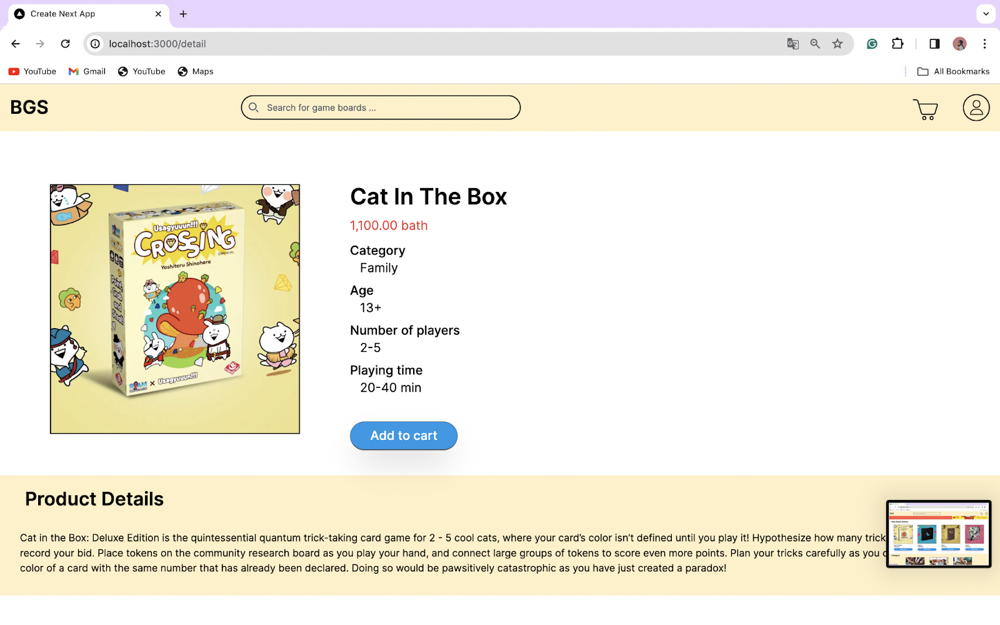 Create Next App
localhost:3000/detail
YouTube
Gmail
YouTube
Maps
All Bookmarks
BGS
Search for game boards ...
Usagyuuun!!!
CROSSING
Yoshiteru Shinohara
Point, Grab and Steal!
SIAM × Usagyuuun!!!
Cat In The Box
1,100.00 bath
Category
Family
Age
13+
Number of players
2-5
Playing time
20-40 min
Add to cart
Product Details
Cat in the Box: Deluxe Edition is the quintessential quantum trick-taking card game for 2 - 5 cool cats, where your card’s color isn’t defined until you play it! Hypothesize how many trick
record your bid. Place tokens on the community research board as you play your hand, and connect large groups of tokens to score even more points. Plan your tricks carefully as you
color of a card with the same number that has already been declared. Doing so would be pawsitively catastrophic as you have just created a paradox!
BGS
Category